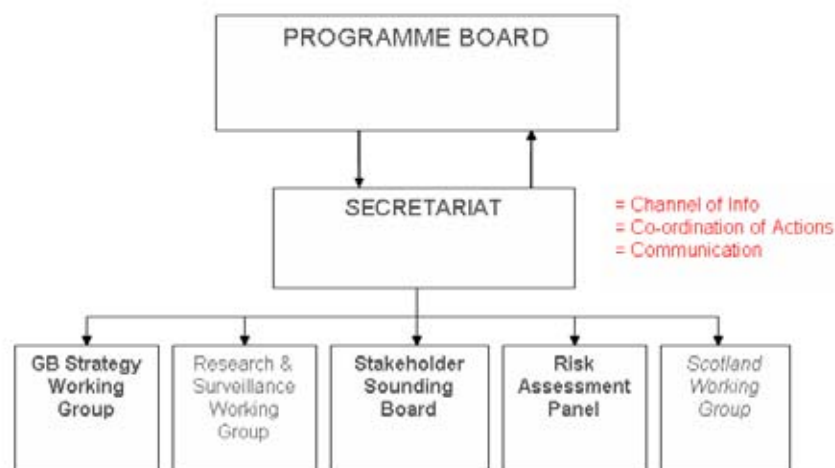 PROGRAMME BOARD
SECRETARIAT
= Channel of Info
= Co-ordination of Actions
= Communication
GB Strategy
Working
Group
Research &
Surveillance
Working
Group
Stakeholder
Sounding
Board
Risk
Assessment
Panel
Scotland
Working
Group